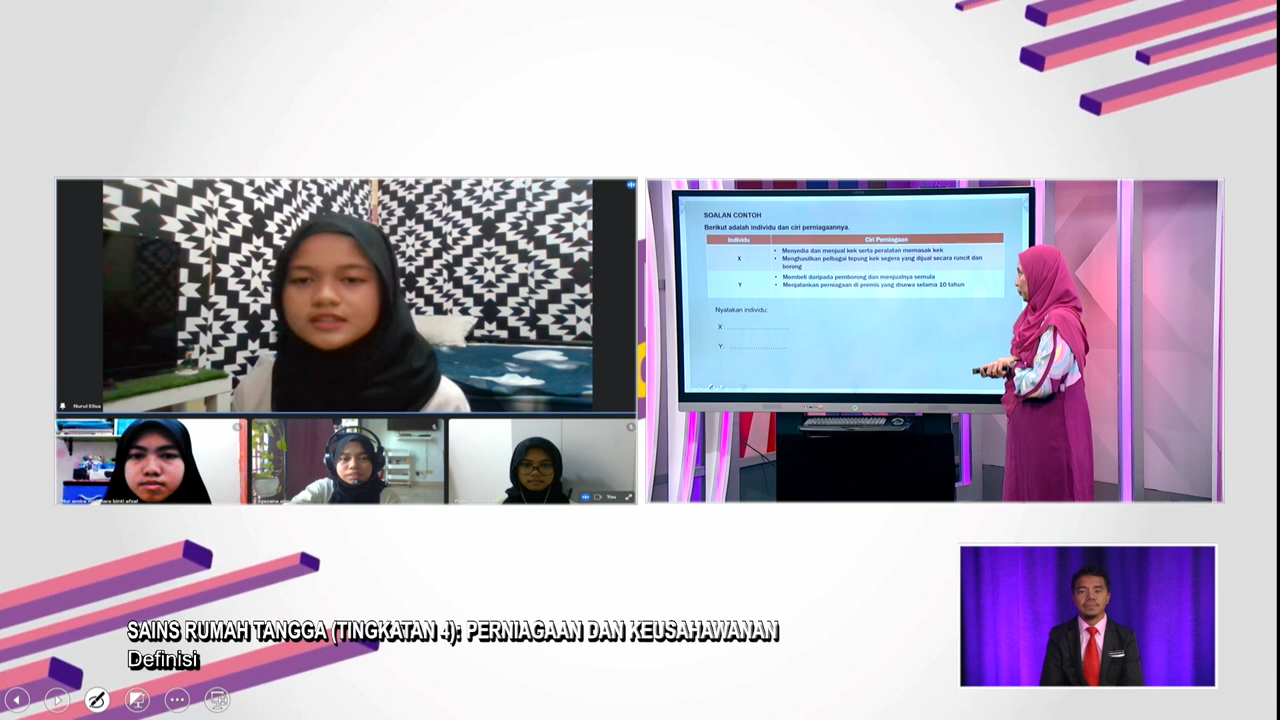 Nurul Elisa
You
SOALAN CONTOH
Berikut adalah individu dan ciri perniagaannya.
Individu
Ciri Perniagaan
X
• Menyedia dan menjual kek serta peralatan memasak kek
• Menghasilkan pelbagai tepung kek segera yang dijual secara runcit dan
borong
Y
• Membeli daripada pemborong dan menjualnya semula
• Menjalankan perniagaan di premis yang disewa selama 10 tahun
Nyatakan individu:
X
Y:
SAINS RUMAH TANGGA (TINGKATAN 4): PERNIAGAAN DAN KEUSAHAWANAN
Definisi